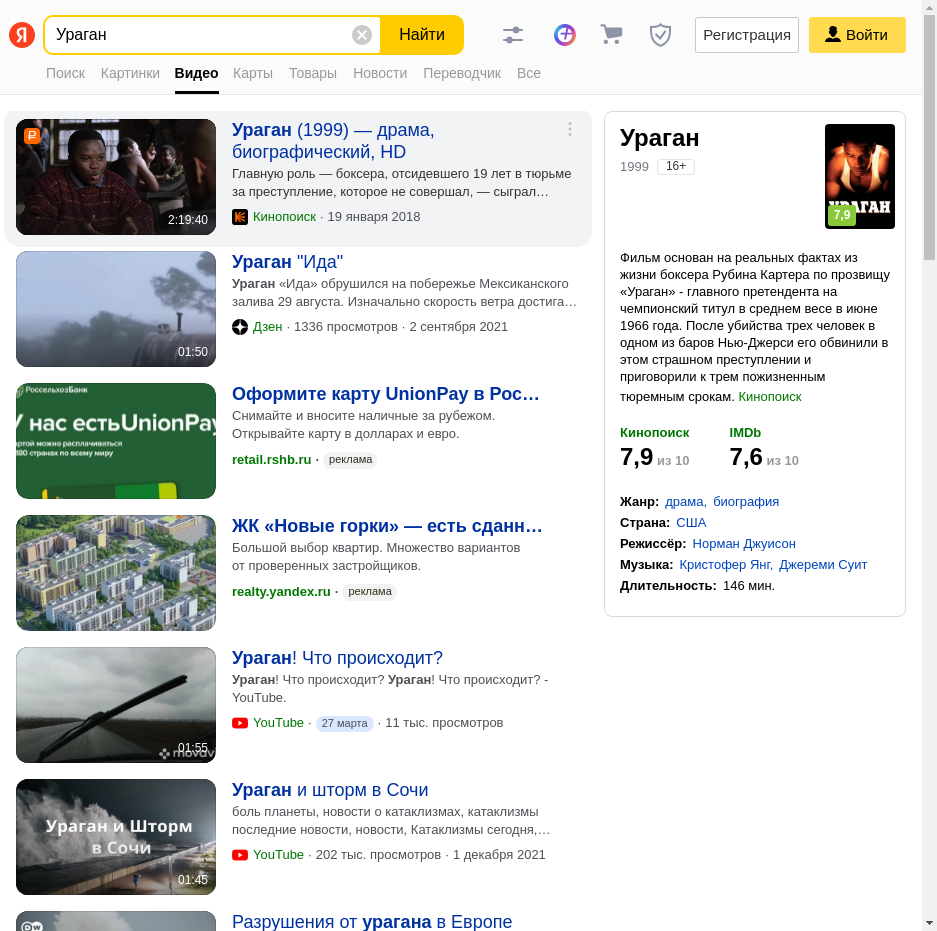 Я
Ураган
Найти
Регистрация
Войти
Поиск Картинки Видео Карты Товары Новости Переводчик Все
2:19:40
Ураган (1999) — драма,
биографический, HD
Главную роль — боксера, отсидевшего 19 лет в тюрьме
за преступление, которое не совершал, — сыграл…
Кинопоиск · 19 января 2018
01:50
Ураган "Ида"
Ураган «Ида» обрушился на побережье Мексиканского
залива 29 августа. Изначально скорость ветра достига…
Дзен · 1336 просмотров · 2 сентября 2021
РоссельхозБанк
У нас есть UnionPay
артой можно расплачиваться
180 странах по всему миру
Оформите карту UnionPay в Рос…
Снимайте и вносите наличные за рубежом.
Открывайте карту в долларах и евро.
retail.rshb.ru · реклама
ЖК «Новые горки» — есть сданн…
Большой выбор квартир. Множество вариантов
от проверенных застройщиков.
realty.yandex.ru · реклама
01:55
Ураган! Что происходит?
Ураган! Что происходит? Ураган! Что происходит? -
YouTube.
YouTube · 27 марта · 11 тыс. просмотров
Ураган и Шторм
в Сочи
01:45
Ураган и шторм в Сочи
боль планеты, новости о катаклизмах, катаклизмы
последние новости, новости, Катаклизмы сегодня,…
YouTube · 202 тыс. просмотров · 1 декабря 2021
DW
Разрушения от урагана в Европе
Ураган
1999 16+
УРАГАН
7,9
Фильм основан на реальных фактах из
жизни боксера Рубина Картера по прозвищу
«Ураган» - главного претендента на
чемпионский титул в среднем весе в июне
1966 года. После убийства трех человек в
одном из баров Нью-Джерси его обвинили в
этом страшном преступлении и
приговорили к трем пожизненным
тюремным срокам. Кинопоиск
Кинопоиск IMDb
7,9 из 10 7,6 из 10
Жанр: драма, биография
Страна: США
Режиссёр: Норман Джуисон
Музыка: Кристофер Янг, Джереми Суит
Длительность: 146 мин.